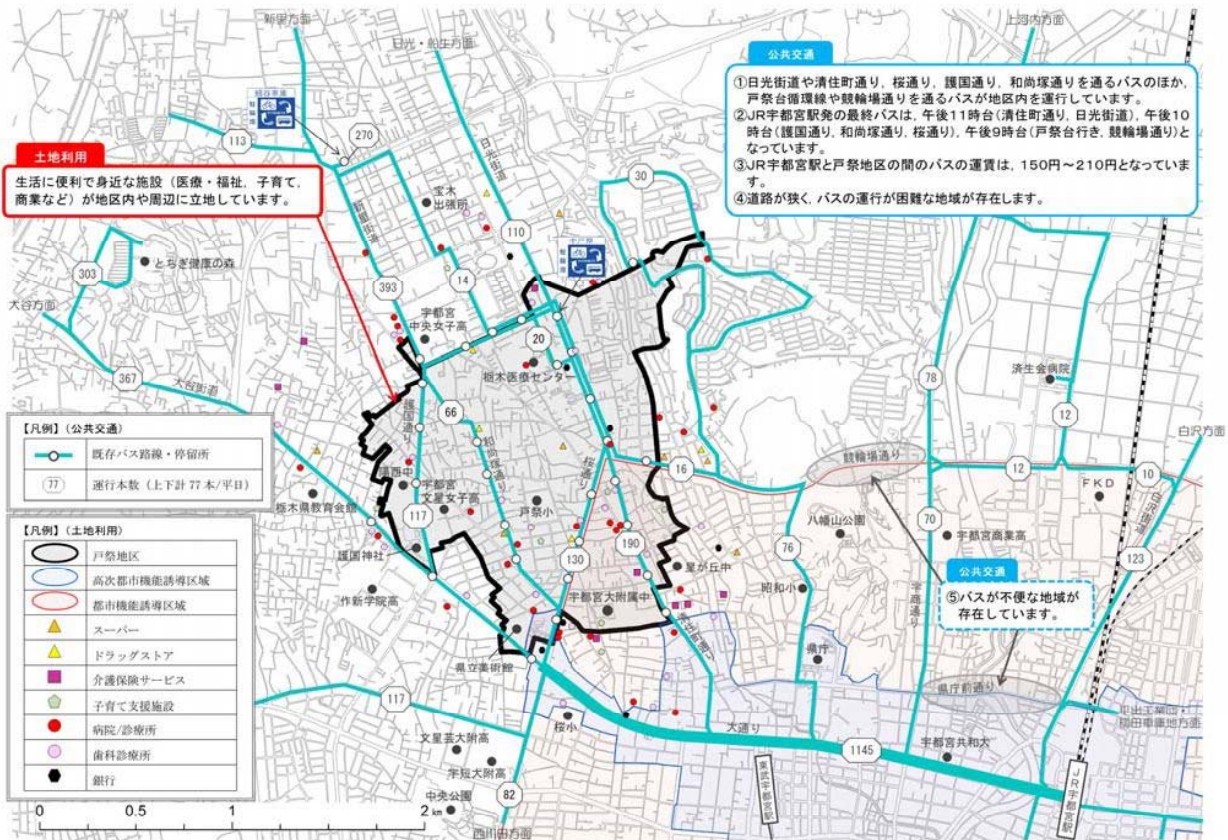 新里方面
日光・船生方面
上河内方面
公共交通
①日光街道や清住町通り、桜通り、護国通り、和尚塚通りを通るバスのほか、
戸祭台循環線や競輪場通りを通るバスが地区内を運行しています。
②JR宇都宮駅発の最終バスは、午後11時台(清住町通り、日光街道)、午後10
時台(護国通り、和尚塚通り、桜通り)、午後9時台(戸祭台行き、競輪場通り)と
なっています。
③JR宇都宮駅と戸祭地区の間のバスの運賃は、150円~210円となっていま
す。
④道路が狭く、バスの運行が困難な地域が存在します。
土地利用
生活に便利で身近な施設(医療・福祉、子育て、
商業など)が地区内や周辺に立地しています。
113
270
駐輪場
日光街道
30
宝木
出張所
新里街道
110
303
とちぎ健康の森
大谷方面
393
14
駐輪場
宇都宮
中央女子高
20
栃木医療センター
367
大谷街道
78
済生会病院
12
白沢方面
護国通り
66
和尚塚通り
桜通り
16
競輪場通り
12
10
白沢街道
FKD
陽西中
宇都宮
文星女子高
戸祭小
栃木県教育会館
117
八幡山公園
70
宇都宮商業高
護国神社
130
190
星が丘中
76
昭和小
123
作新学院高
宇都宮大附属中
公共交通
⑤バスが不便な地域が
存在しています。
県立美術館
県庁
県庁前通り
117
桜小
大通り
文星芸大附高
1145
宇都宮共和大
宇短大附高
中央公園
82
東武宇都宮駅
JR宇都宮駅
西川田方面
【凡例】(公共交通)
既存バス路線・停留所
77
運行本数(上下計77本/平日)
【凡例】(土地利用)
戸祭地区
高次都市機能誘導区域
都市機能誘導区域
スーパー
ドラッグストア
介護保険サービス
子育て支援施設
病院/診療所
歯科診療所
銀行
0 1 2 km